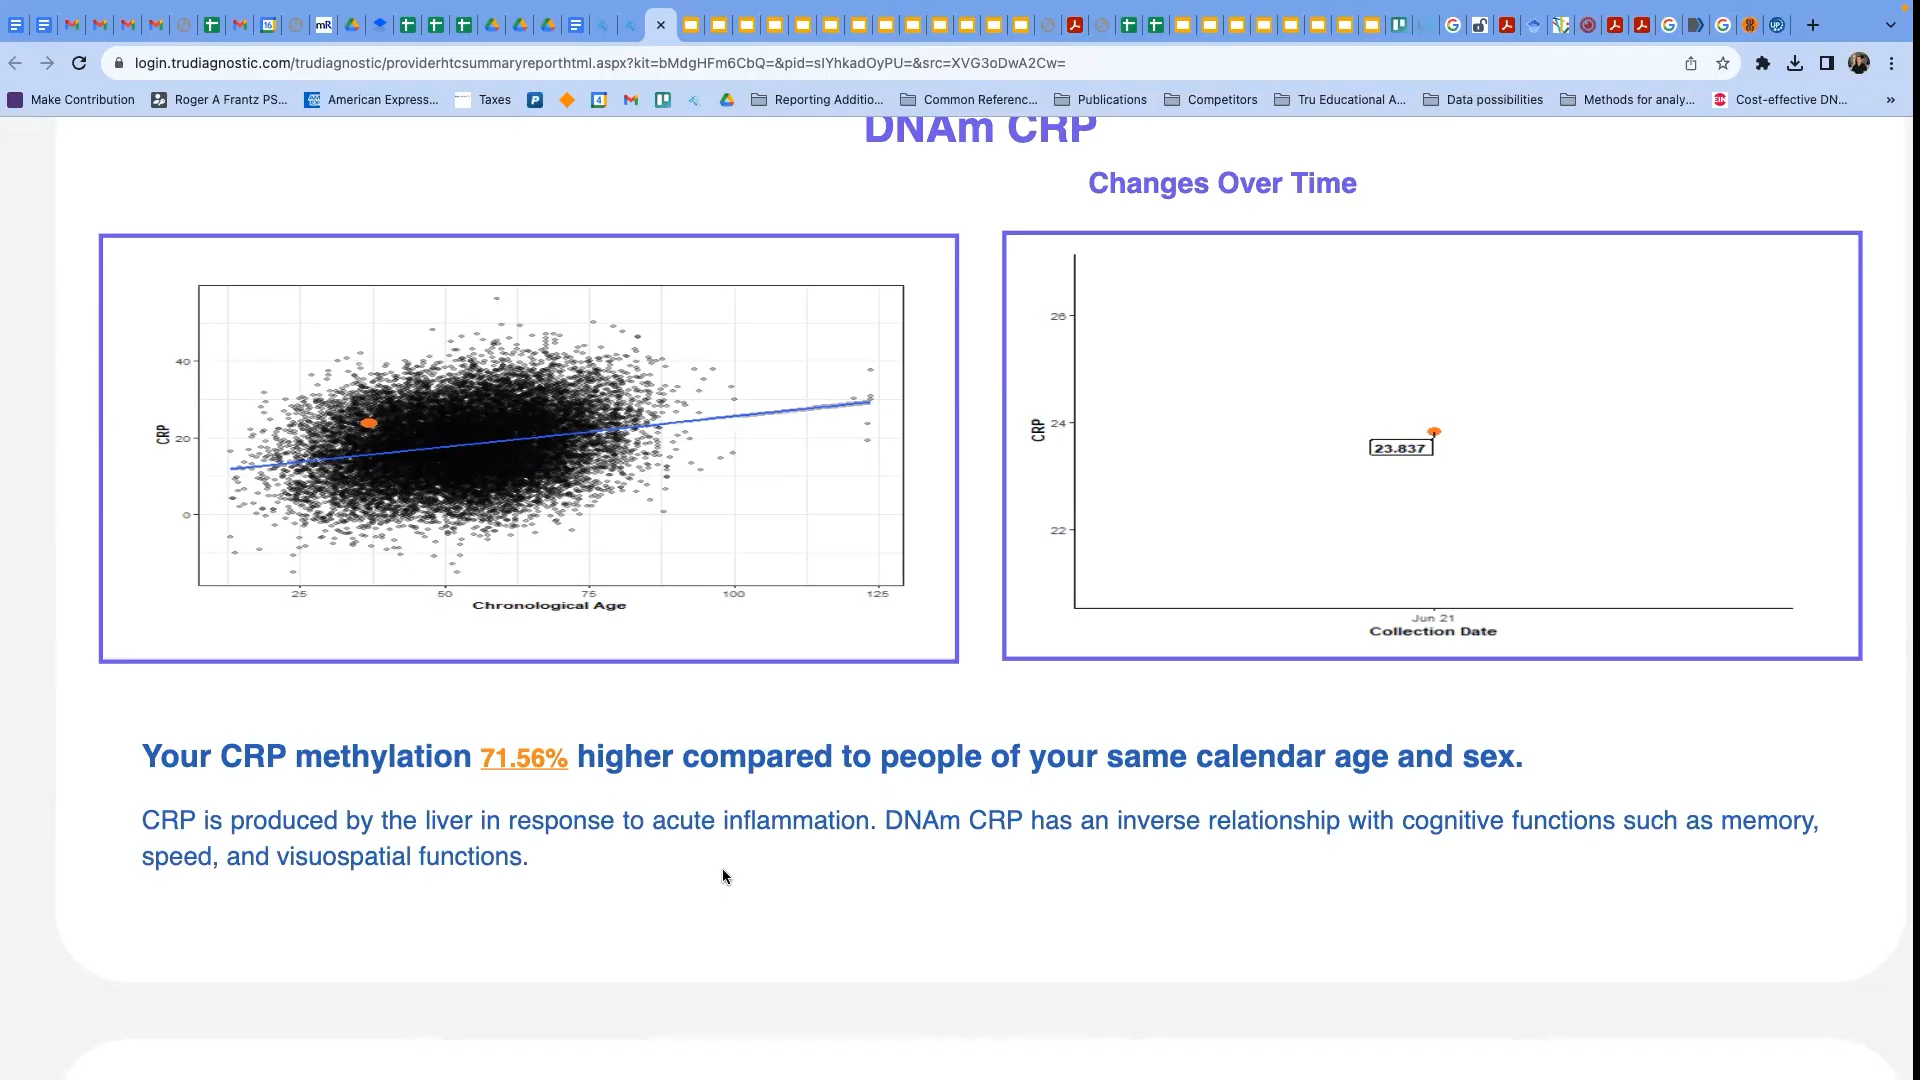 login.trudiagnostic.com/trudiagnostic/providerhtcsummaryreporthtml.aspx?kit=bMdgHFm6CbQ=&pid=sIYhkadOyPU=&src=XVG3oDwA2Cw=
Make Contribution
Roger A Frantz PS...
American Express...
Taxes
Reporting Additio...
Common Referenc...
Publications
Competitors
Tru Educational A...
Data possibilities
Methods for analy...
Cost-effective DN...
»
DNAm CRP
Changes Over Time
CRP
40
20
0
25 50 75 100 125
Chronological Age
CRP
26
24
22
23.837
Jun 21
Collection Date
Your CRP methylation 71.56% higher compared to people of your same calendar age and sex.
CRP is produced by the liver in response to acute inflammation. DNAm CRP has an inverse relationship with cognitive functions such as memory,
speed, and visuospatial functions.